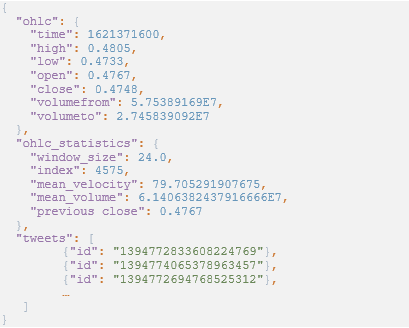 {
"ohlc": {
"time": 1621371600,
"high": 0.4805,
"low": 0.4733,
"open": 0.4767,
"close": 0.4748,
"volumefrom": 5.75389169E7,
"volumeto": 2.745839092E7
},
"ohlc_statistics": {
"window_size": 24.0,
"index": 4575,
"mean_velocity": 79.705291907675,
"mean_volume": 6.1406382437916666E7,
"previous close": 0.4767
},
"tweets": [
{"id": "1394772833608224769"},
{"id": "1394774065378963457"},
{"id": "1394772694768525312"},
…
]
}